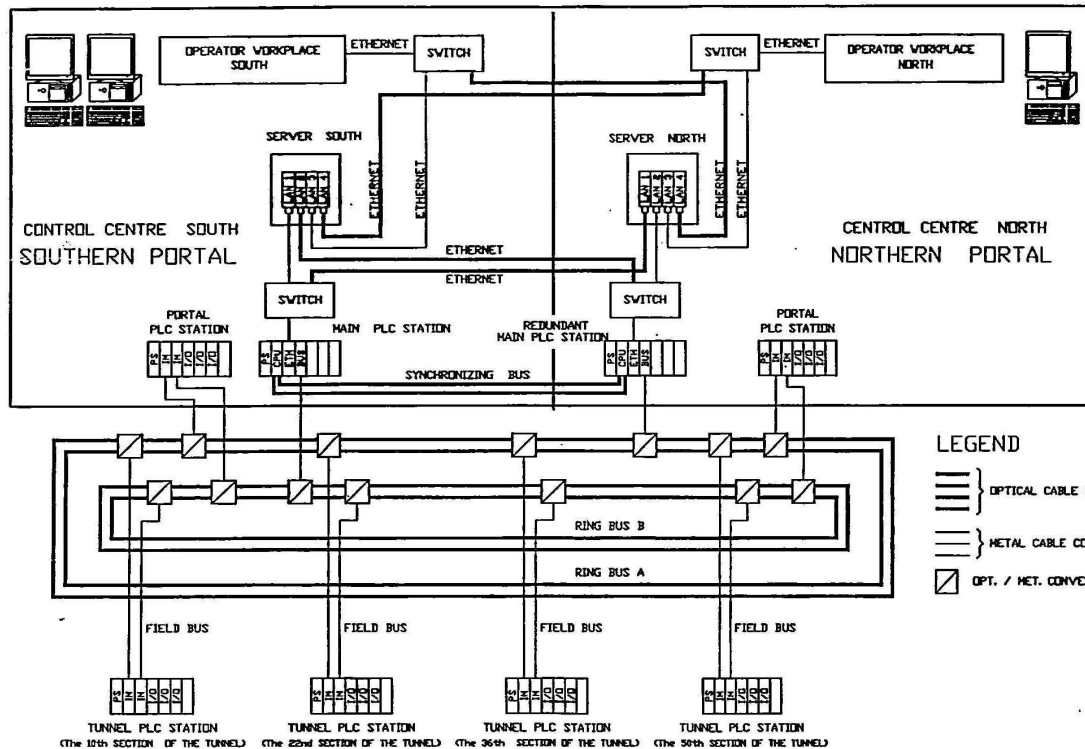 OPERATOR WORKPLACE
SOUTH
ETHERNET
SWITCH
SWITCH
ETHERNET
OPERATOR WORKPLACE
NORTH
SERVER SOUTH
LAN 1
LAN 2
LAN 3
LAN 4
ETHERNET
ETHERNET
SERVER NORTH
LAN 1
LAN 2
LAN 3
LAN 4
ETHERNET
ETHERNET
CONTROL CENTRE SOUTH
SOUTHERN PORTAL
CENTRAL CENTRE NORTH
NORTHERN PORTAL
ETHERNET
ETHERNET
SWITCH
SWITCH
PORTAL
PLC STATION
MAIN PLC STATION
REDUNDANT
MAIN PLC STATION
PORTAL
PLC STATION
PS
IM
IM
I/O
I/O
I/O
PS
CPU
ETH
BUS
SYNCHRONIZING BUS
PS
CPU
ETH
BUS
PS
IM
IM
I/O
I/O
I/O
LEGEND
OPTICAL CABLE
METAL CABLE CO
OPT. / MET. CONVE
RING BUS B
RING BUS A
FIELD BUS
FIELD BUS
FIELD BUS
FIELD BUS
PS
IM
IM
I/O
I/O
I/O
PS
IM
IM
I/O
I/O
I/O
PS
IM
IM
I/O
I/O
I/O
PS
IM
IM
I/O
I/O
I/O
TUNNEL PLC STATION
(The 10th SECTION OF THE TUNNEL)
TUNNEL PLC STATION
(The 22nd SECTION OF THE TUNNEL)
TUNNEL PLC STATION
(The 36th SECTION OF THE TUNNEL)
TUNNEL PLC STATION
(The 50th SECTION OF THE TUNNEL)